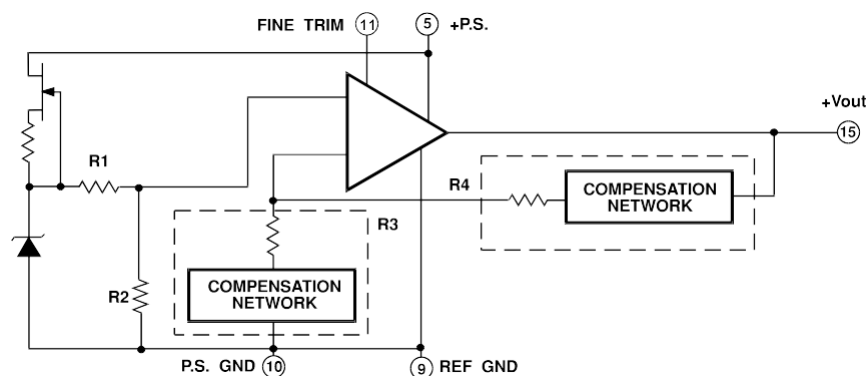 FINE TRIM 11
5 +P.S.
+Vout
15
R1
R4
COMPENSATION
NETWORK
R3
R2
COMPENSATION
NETWORK
P.S. GND 10
9 REF GND